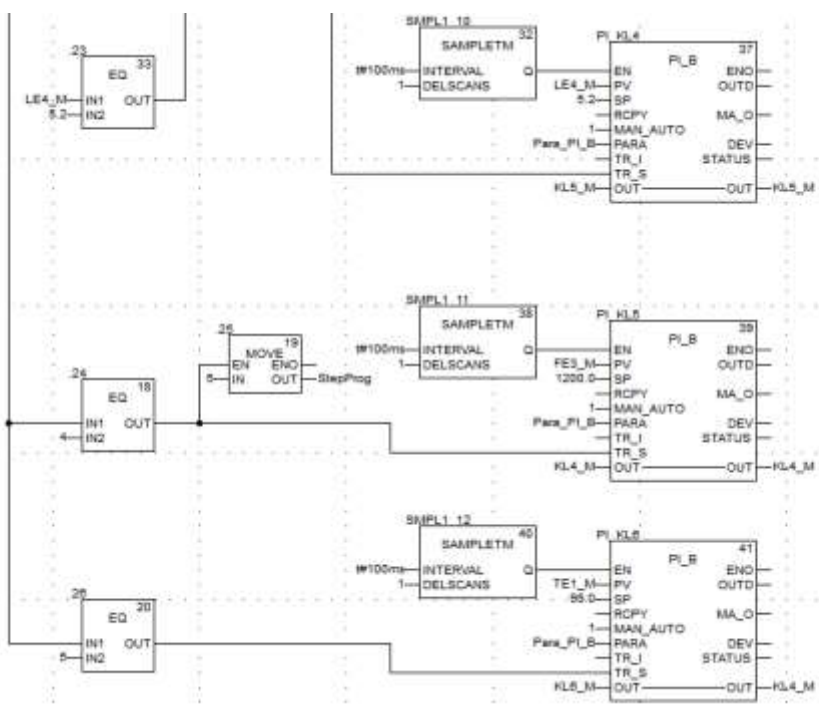 SMPL1_10
32
SAMPLETM
t#100ms INTERVAL Q
1 DELSCANS
PI_KL4
37
PI_B
EN ENO
LE4_M PV OUTD
5.2 SP
RCPY MA_O
1 MAN_AUTO
Para_PI_B PARA DEV
TR_I STATUS
TR_S
KL5_M OUT OUT KL5_M
23
33
EQ
LE4_M IN1 OUT
5.2 IN2
SMPL1_11
38
SAMPLETM
t#100ms INTERVAL Q
1 DELSCANS
PI_KL5
39
PI_B
EN ENO
FE3_M PV OUTD
1200.0 SP
RCPY MA_O
1 MAN_AUTO
Para_PI_B PARA DEV
TR_I STATUS
TR_S
KL4_M OUT OUT KL4_M
25
19
MOVE
EN ENO
5 IN OUT StepProg
24
18
EQ
IN1 OUT
4 IN2
SMPL1_12
40
SAMPLETM
t#100ms INTERVAL Q
1 DELSCANS
PI_KL6
41
PI_B
EN ENO
TE1_M PV OUTD
95.0 SP
RCPY MA_O
1 MAN_AUTO
Para_PI_B PARA DEV
TR_I STATUS
TR_S
KL6_M OUT OUT KL4_M
26
20
EQ
IN1 OUT
5 IN2